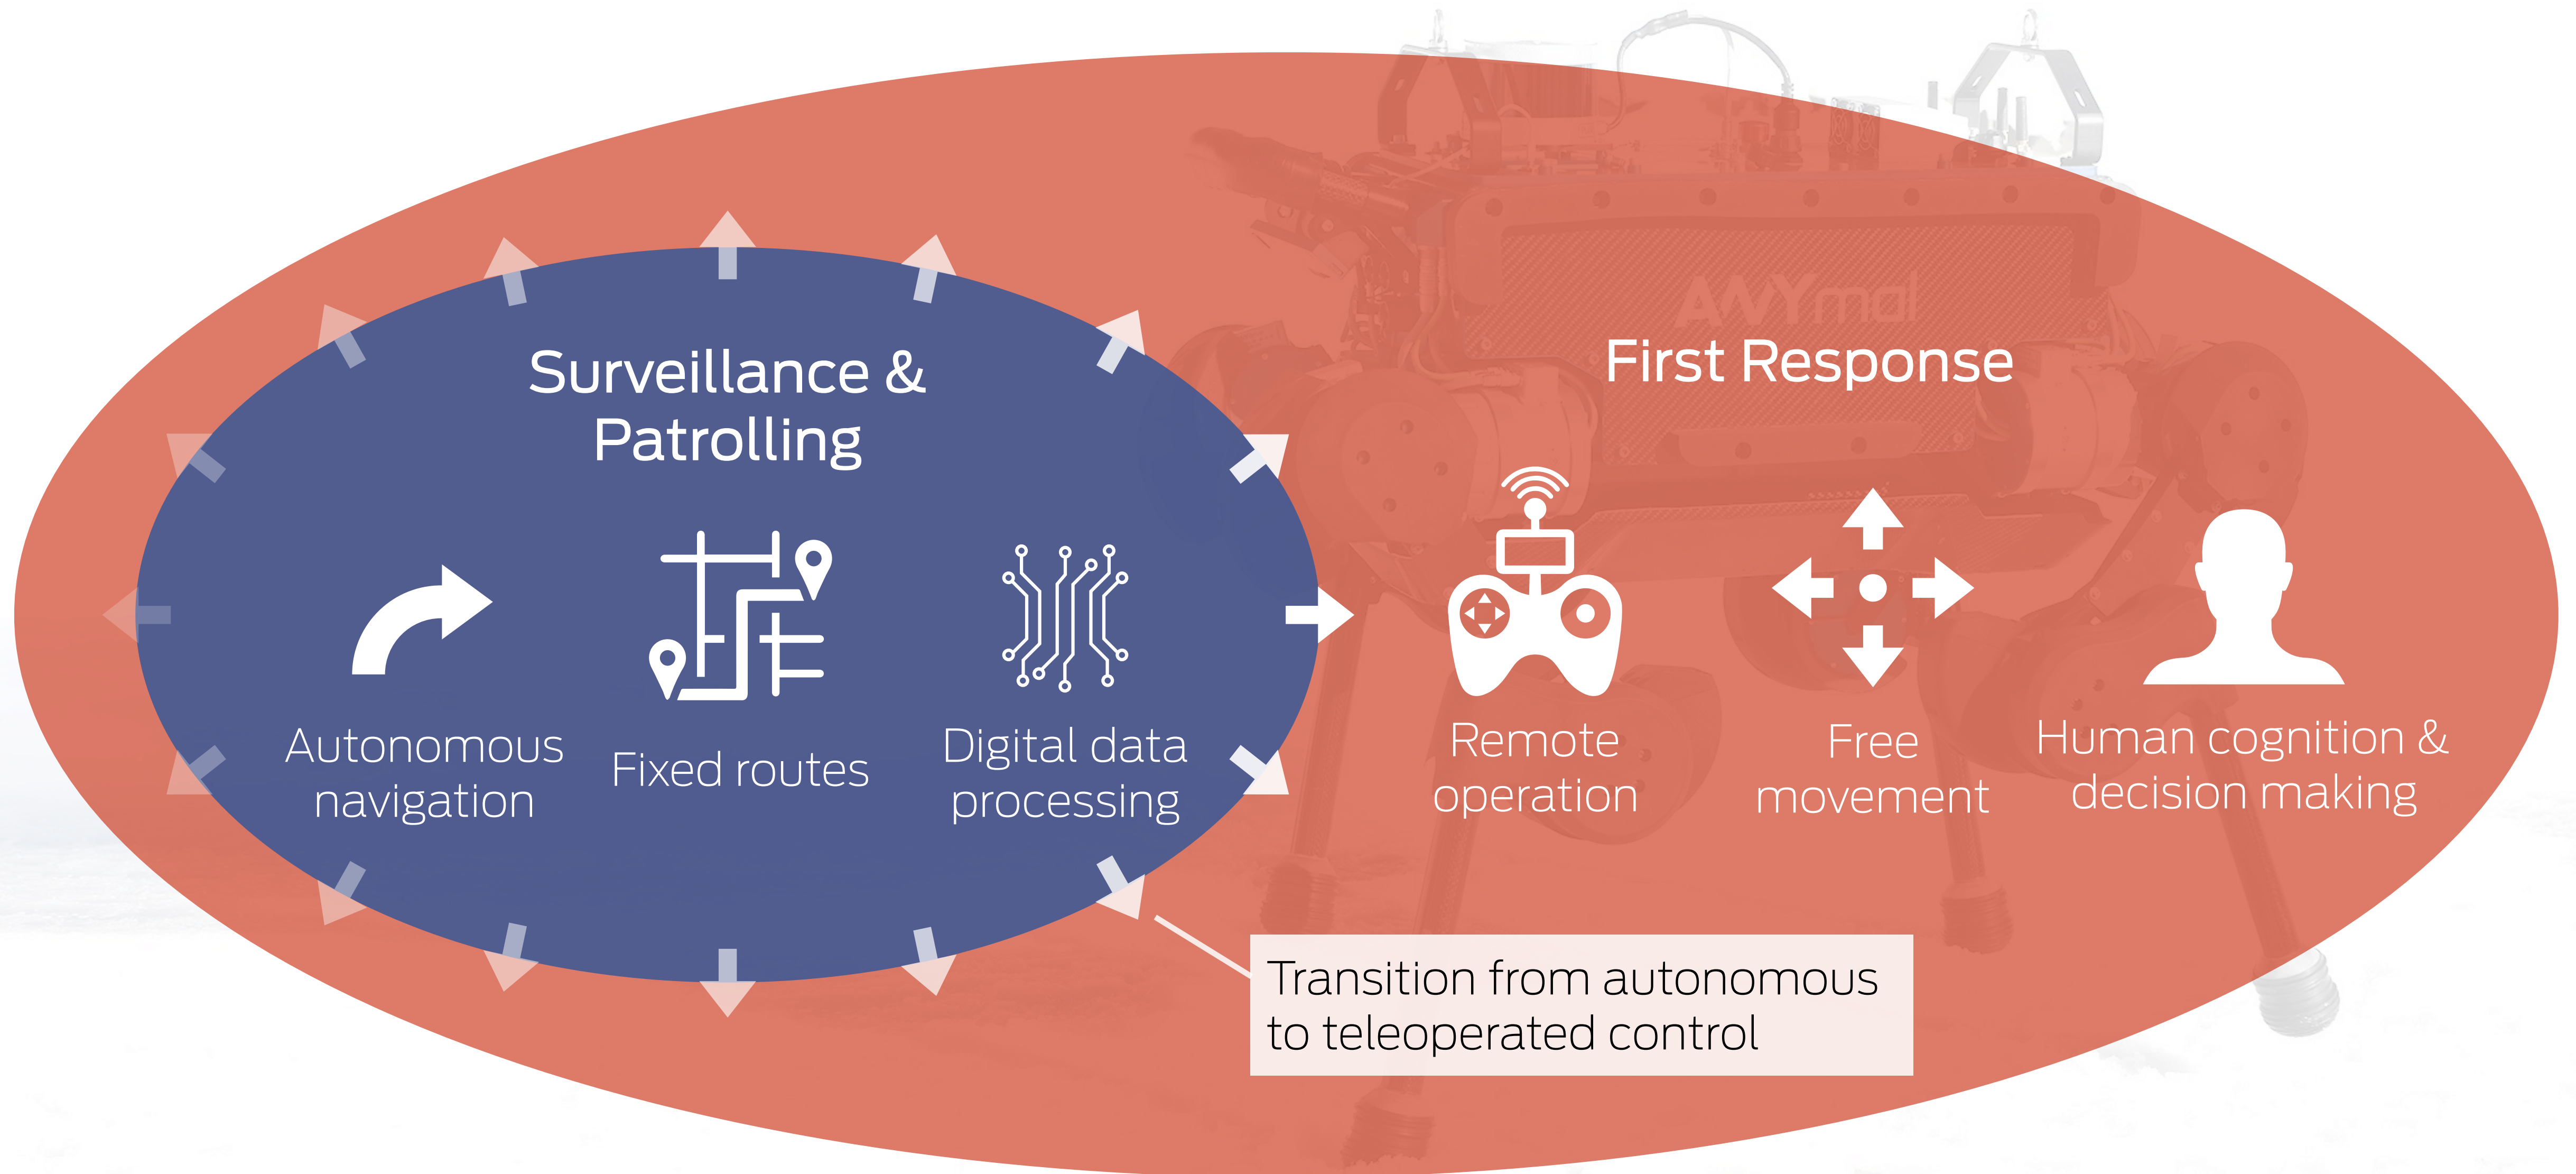 ANYmal
Surveillance &
Patrolling
First Response
Autonomous
navigation
Fixed routes
Digital data
processing
Remote
operation
Free
movement
Human cognition &
decision making
Transition from autonomous
to teleoperated control